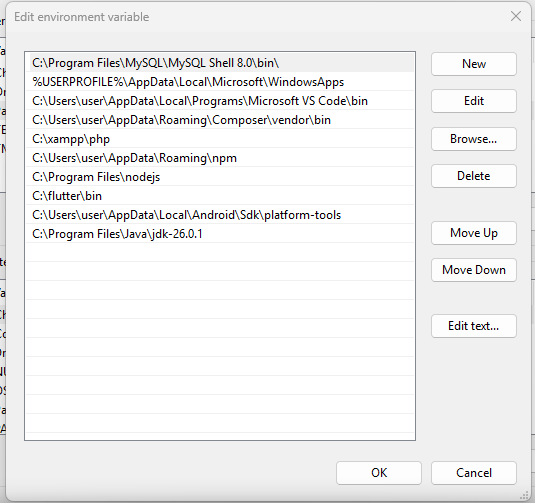 Edit environment variable
C:\Program Files\MySQL\MySQL Shell 8.0\bin\
%USERPROFILE%\AppData\Local\Microsoft\WindowsApps
C:\Users\user\AppData\Local\Programs\Microsoft VS Code\bin
C:\Users\user\AppData\Roaming\Composer\vendor\bin
C:\xampp\php
C:\Users\user\AppData\Roaming\npm
C:\Program Files\nodejs
C:\flutter\bin
C:\Users\user\AppData\Local\Android\Sdk\platform-tools
C:\Program Files\Java\jdk-26.0.1
New
Edit
Browse...
Delete
Move Up
Move Down
Edit text...
OK
Cancel